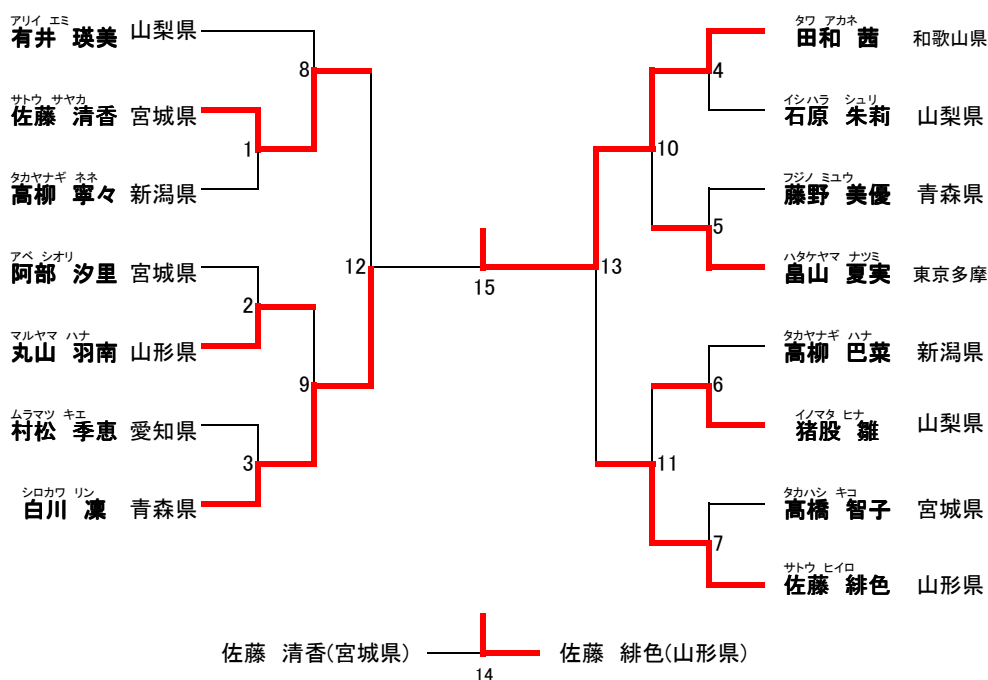 アリイ エミ
有井 瑛美 山梨県
8
サトウ サヤカ
佐藤 清香 宮城県
1
タカヤナギ ネネ
高柳 寧々 新潟県
アベ シオリ
阿部 汐里 宮城県
12
2
マルヤマ ハナ
丸山 羽南 山形県
9
ムラマツ キエ
村松 季恵 愛知県
3
シロカワ リン
白川 凜 青森県
15
タワ アカネ
田和 茜 和歌山県
4
イシハラ シュリ
石原 朱莉 山梨県
10
フジノ ミユウ
藤野 美優 青森県
5
13
ハタケヤマ ナツミ
畠山 夏実 東京多摩
タカヤナギ ハナ
高柳 巴菜 新潟県
6
イノマタ ヒナ
猪股 雛 山梨県
11
タカハシ キコ
高橋 智子 宮城県
7
サトウ ヒイロ
佐藤 緋色 山形県
佐藤 清香(宮城県) 佐藤 緋色(山形県)
14